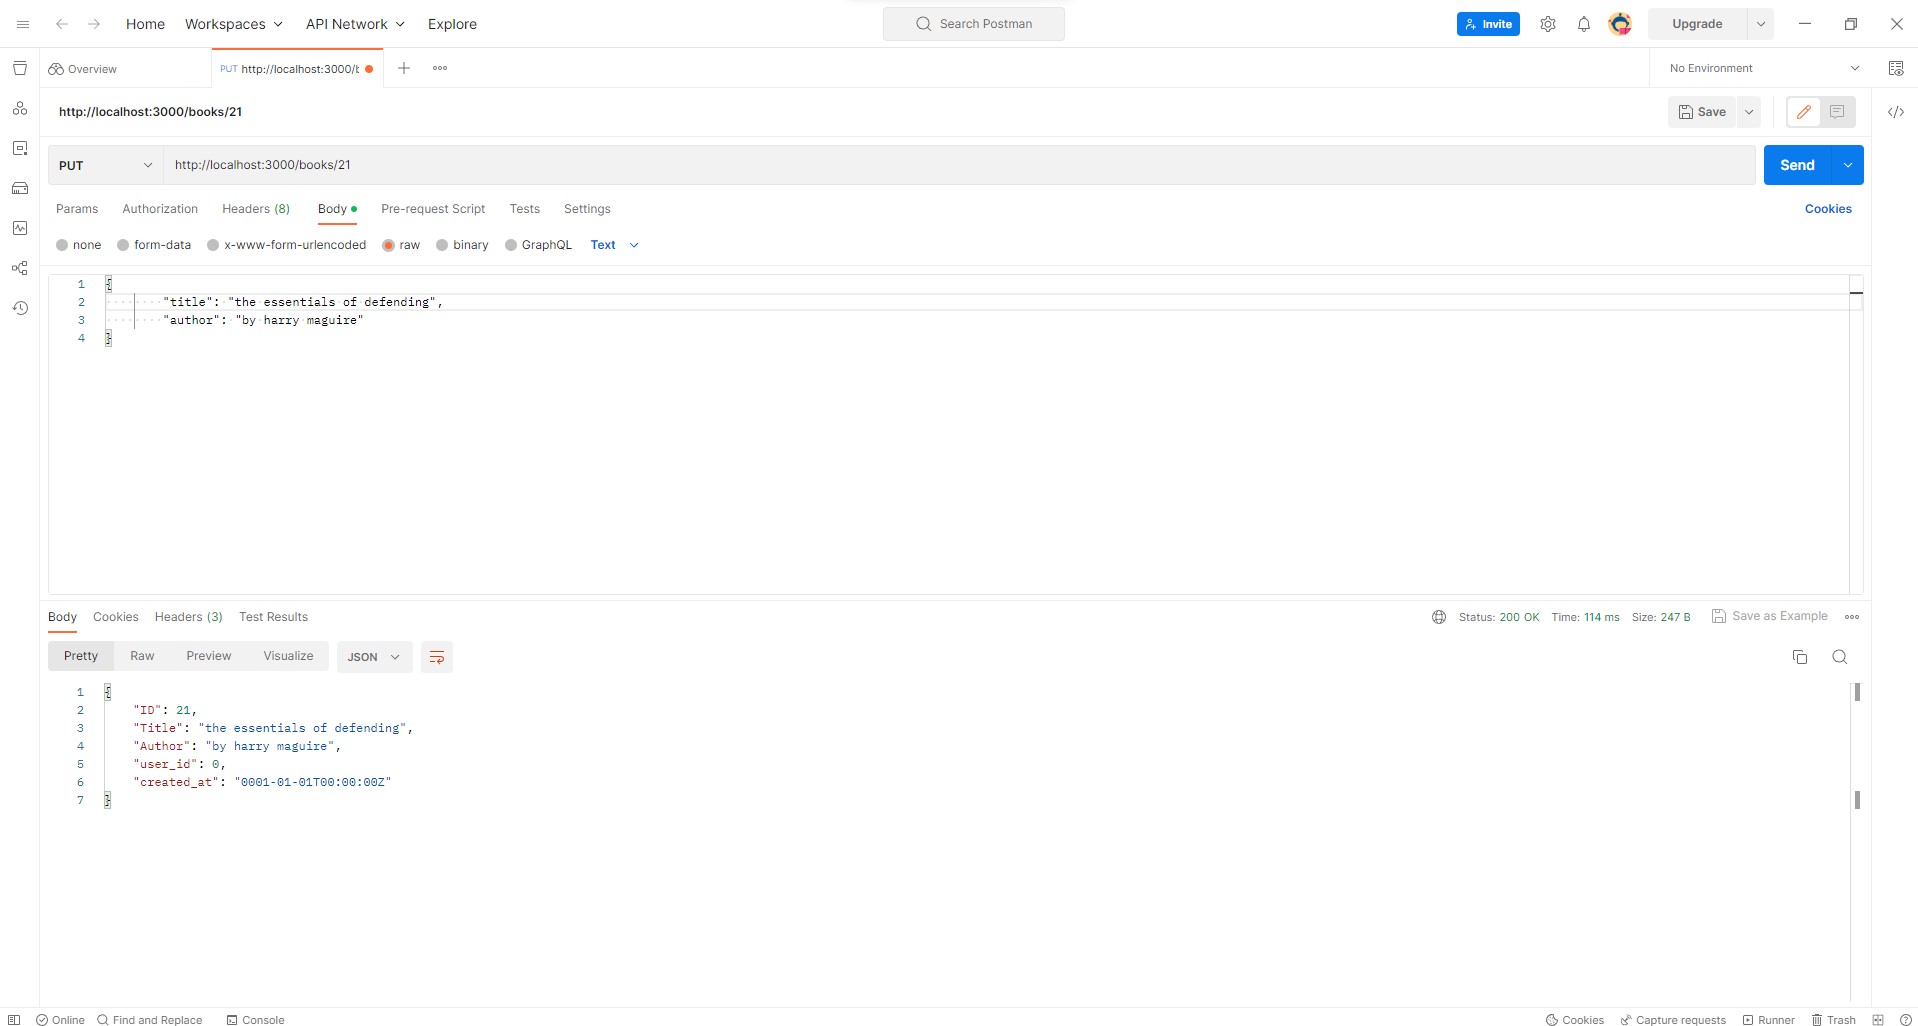 Home Workspaces API Network Explore Search Postman Invite Upgrade
Overview PUT http://localhost:3000/b No Environment
http://localhost:3000/books/21 Save
PUT http://localhost:3000/books/21 Send
Params Authorization Headers (8) Body Pre-request Script Tests Settings Cookies
none form-data x-www-form-urlencoded raw binary GraphQL Text
1 {
2 "title": "the essentials of defending",
3 "author": "by harry maguire"
4 }
Body Cookies Headers (3) Test Results Status: 200 OK Time: 114 ms Size: 247 B Save as Example
Pretty Raw Preview Visualize JSON
1 {
2 "ID": 21,
3 "Title": "the essentials of defending",
4 "Author": "by harry maguire",
5 "user_id": 0,
6 "created_at": "0001-01-01T00:00:00Z"
7 }
Online Find and Replace Console Cookies Capture requests Runner Trash